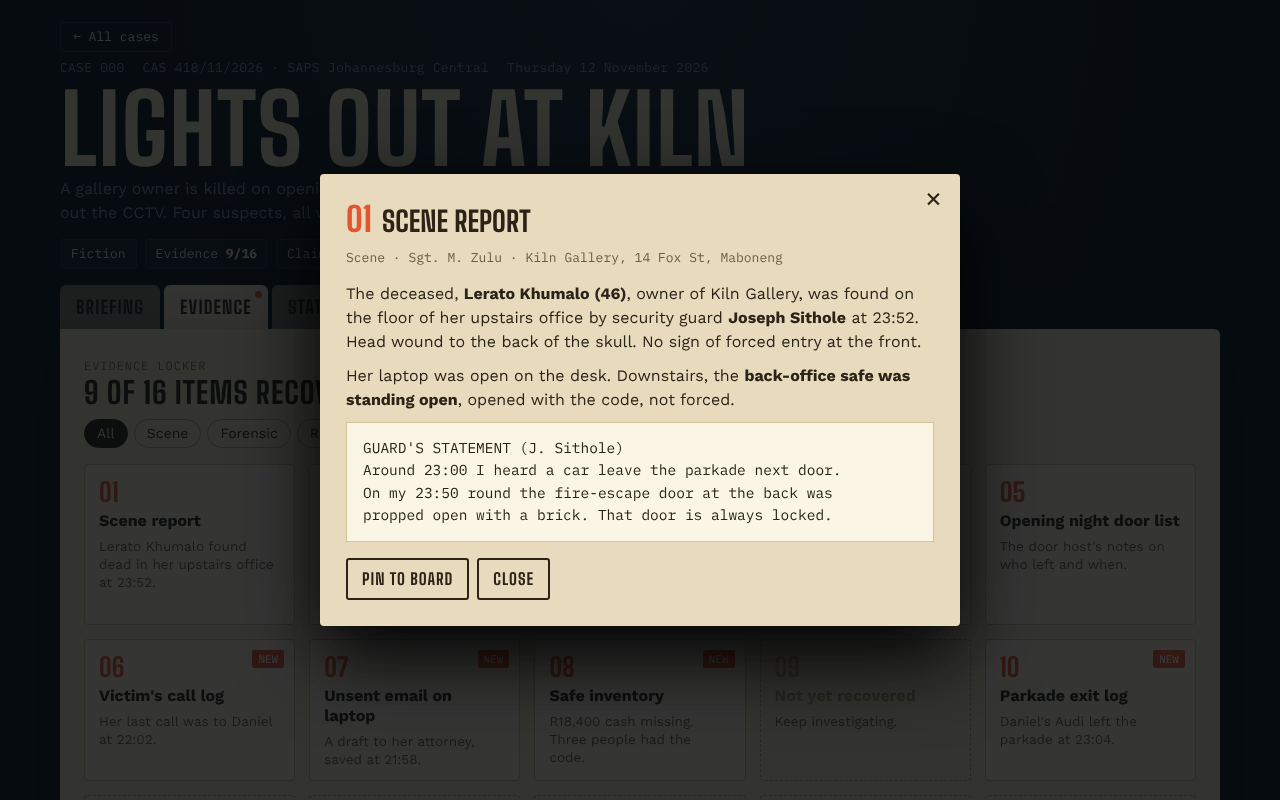 ← All cases
CASE 000 CAS 418/11/2026 · SAPS Johannesburg Central Thursday 12 November 2026
LIGHTS OUT AT KILN
A gallery owner is killed on openi
out the CCTV. Four suspects, all
Fiction
Evidence 9/16
BRIEFING
EVIDENCE
EVIDENCE LOCKER
9 OF 16 ITEMS
All
Scene
Forensic
01 SCENE REPORT
✕
Scene · Sgt. M. Zulu · Kiln Gallery, 14 Fox St, Maboneng
The deceased, Lerato Khumalo (46), owner of Kiln Gallery, was found on
the floor of her upstairs office by security guard Joseph Sithole at 23:52.
Head wound to the back of the skull. No sign of forced entry at the front.
Her laptop was open on the desk. Downstairs, the back-office safe was
standing open, opened with the code, not forced.
GUARD'S STATEMENT (J. Sithole)
Around 23:00 I heard a car leave the parkade next door.
On my 23:50 round the fire-escape door at the back was
propped open with a brick. That door is always locked.
PIN TO BOARD
CLOSE
01
Scene report
Lerato Khumalo found
dead in her upstairs office
at 23:52.
05
Opening night door list
The door host's notes on
who left and when.
06
NEW
Victim's call log
Her last call was to Daniel
at 22:02.
07
NEW
Unsent email on
laptop
A draft to her attorney,
saved at 21:58.
08
NEW
Safe inventory
R18,400 cash missing.
Three people had the
code.
09
Not yet recovered
Keep investigating.
10
NEW
Parkade exit log
Daniel's Audi left the
parkade at 23:04.